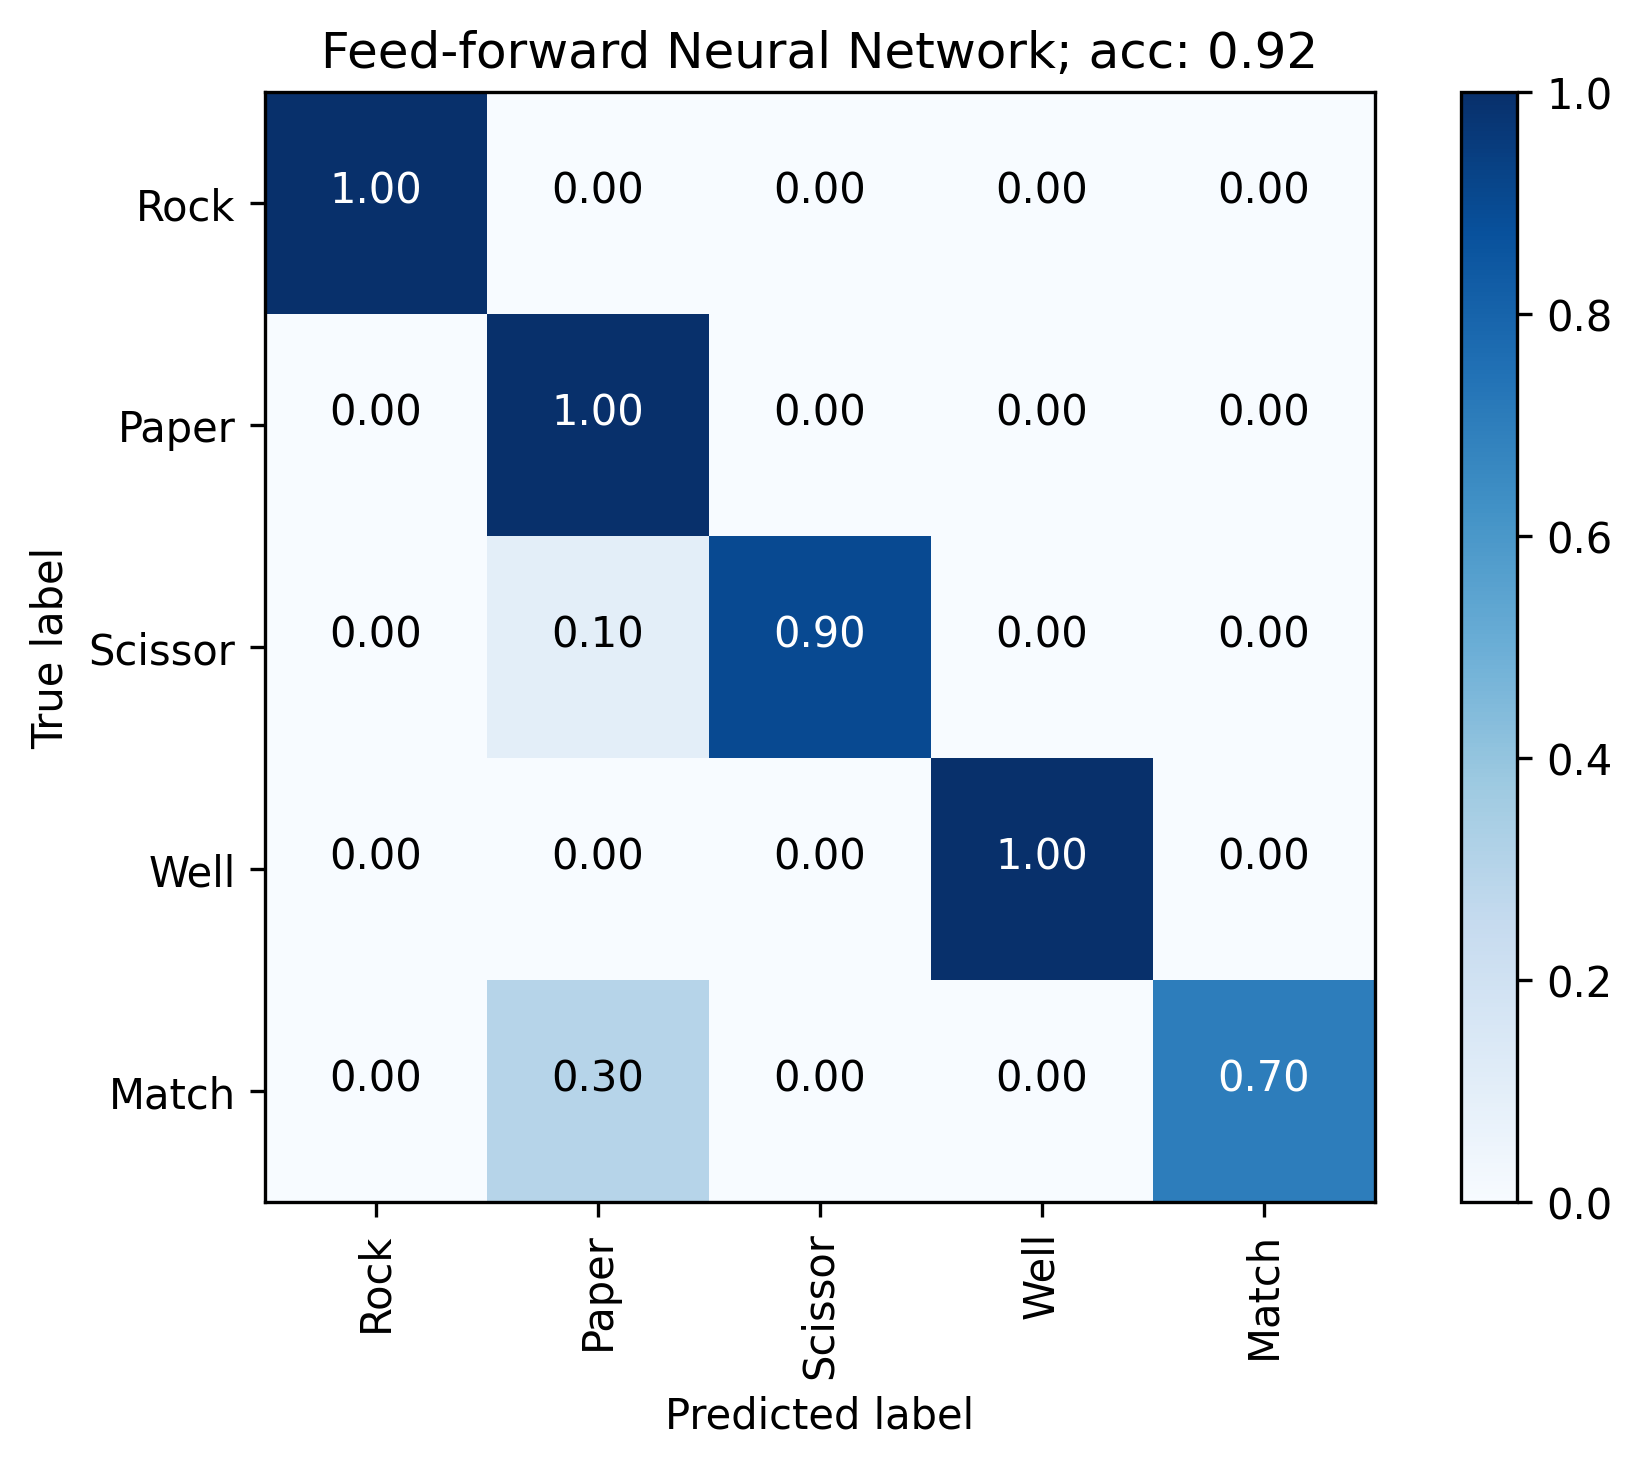 Feed-forward Neural Network; acc: 0.92
Rock 1.00 0.00 0.00 0.00 0.00
Paper 0.00 1.00 0.00 0.00 0.00
Scissor 0.00 0.10 0.90 0.00 0.00
Well 0.00 0.00 0.00 1.00 0.00
Match 0.00 0.30 0.00 0.00 0.70
True label
Rock Paper Scissor Well Match
Predicted label
1.0
0.8
0.6
0.4
0.2
0.0